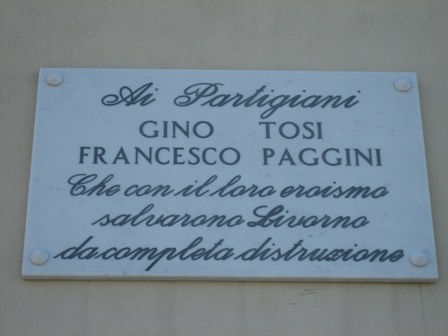 Ai Partigiani
GINO TOSI
FRANCESCO PAGGINI
Che con il loro eroismo
salvarono Livorno
da completa distruzione